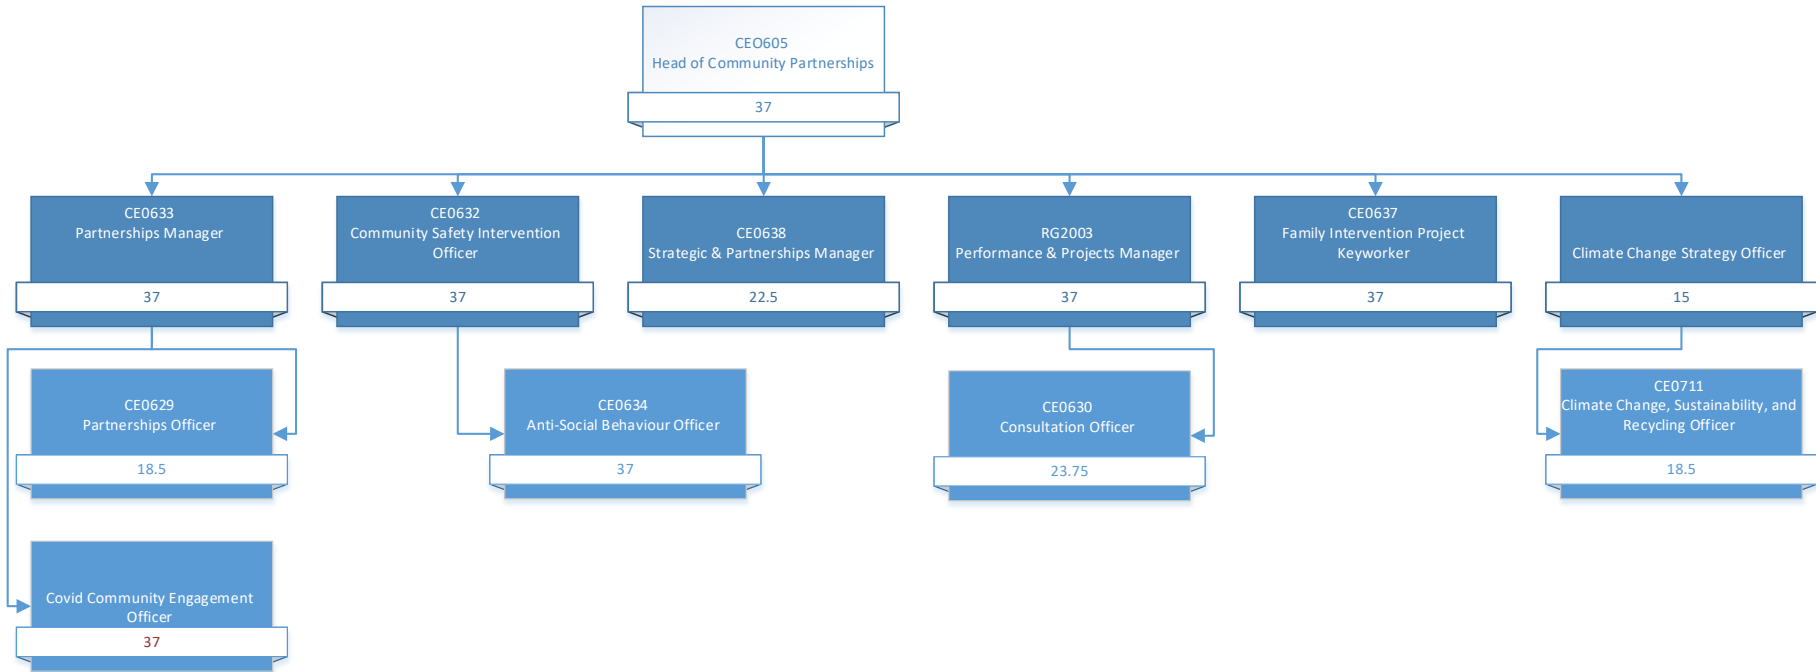 CEO605
Head of Community Partnerships
37
CE0633
Partnerships Manager
37
CE0632
Community Safety Intervention
Officer
37
CE0638
Strategic & Partnerships Manager
22.5
RG2003
Performance & Projects Manager
37
CE0637
Family Intervention Project
Keyworker
37
Climate Change Strategy Officer
15
CE0629
Partnerships Officer
18.5
CE0634
Anti-Social Behaviour Officer
37
CE0630
Consultation Officer
23.75
CE0711
Climate Change, Sustainability, and
Recycling Officer
18.5
Covid Community Engagement
Officer
37